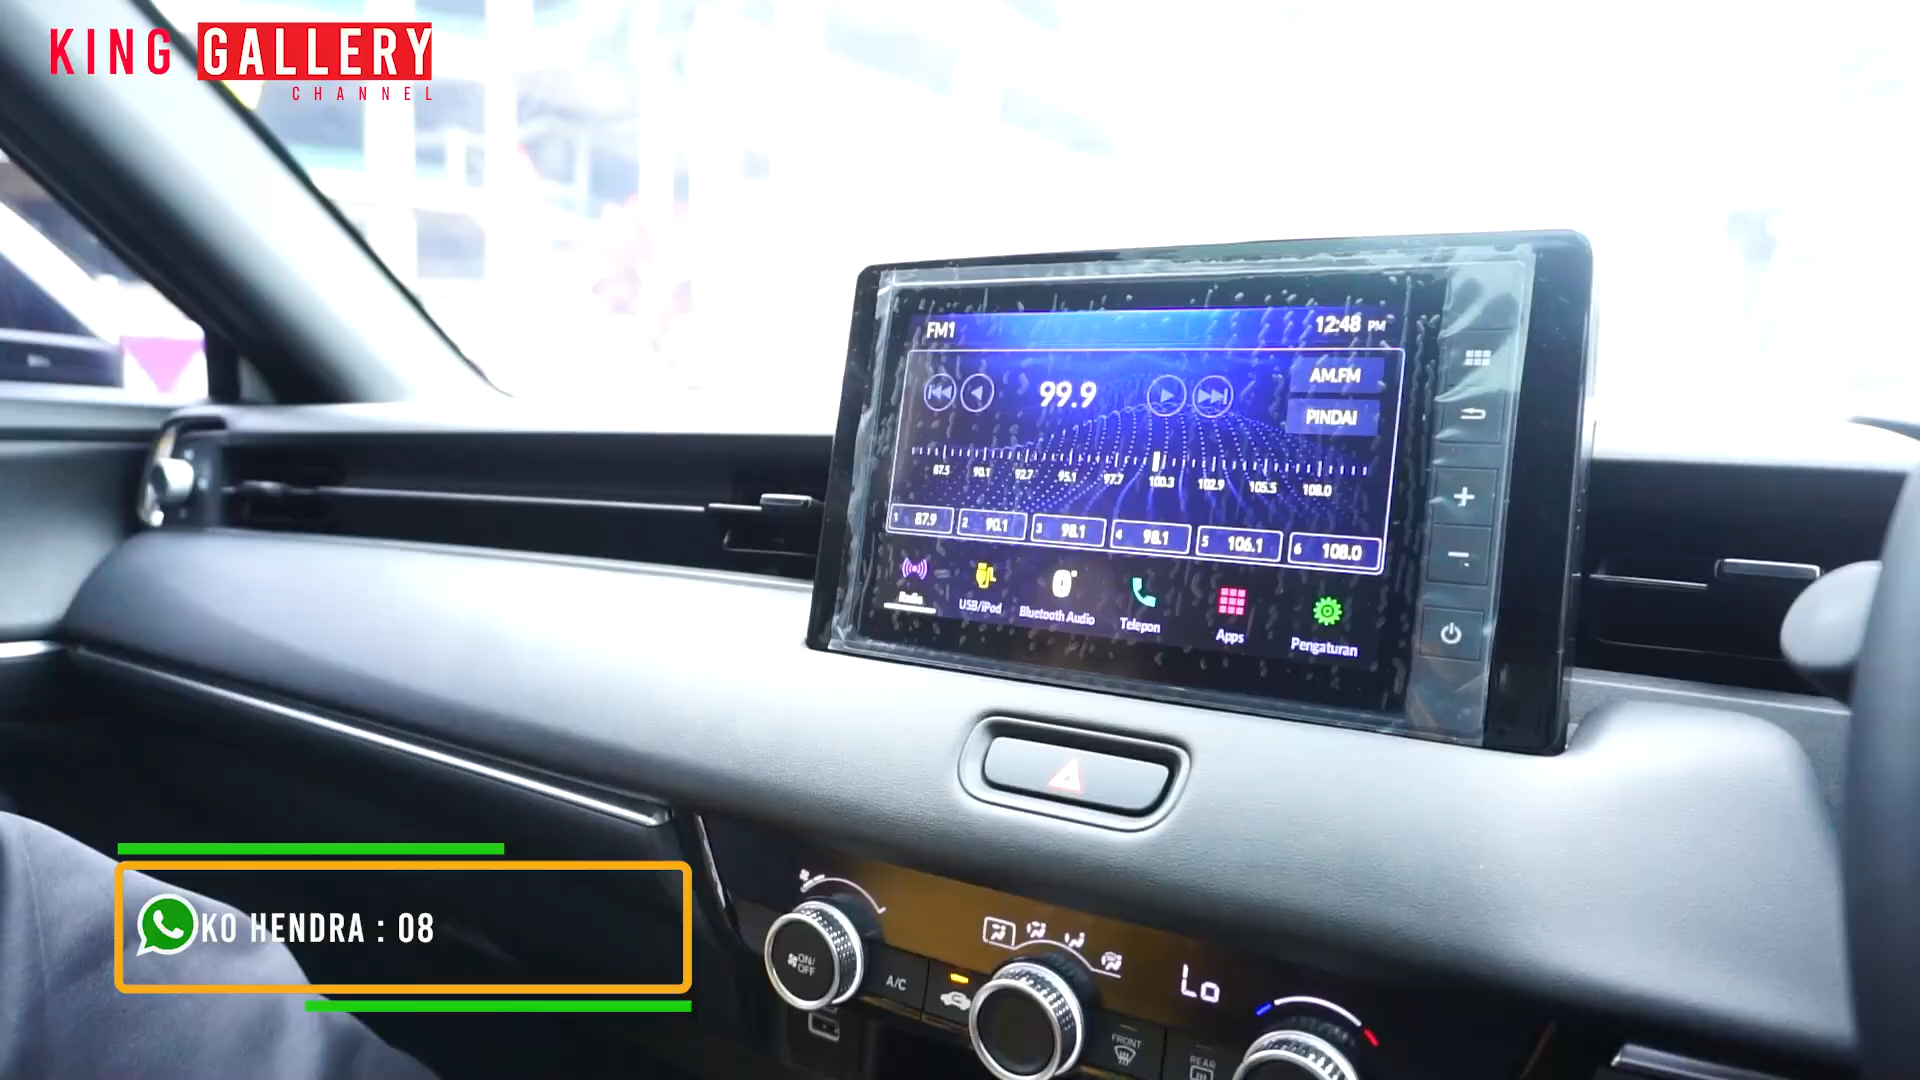 KING GALLERY
CHANNEL
FM1
12:48 PM
99.9
AM.FM
PINDAI
87.5 90.1 92.7 95.1 97.7 100.3 102.9 105.5 108.0
1 87.9 2 90.1 3 98.1 4 98.1 5 106.1 6 108.0
Radio USB/iPod Bluetooth Audio Telepon Apps Pengaturan
KO HENDRA : 08
ON/OFF
A/C
Lo
FRONT
REAR